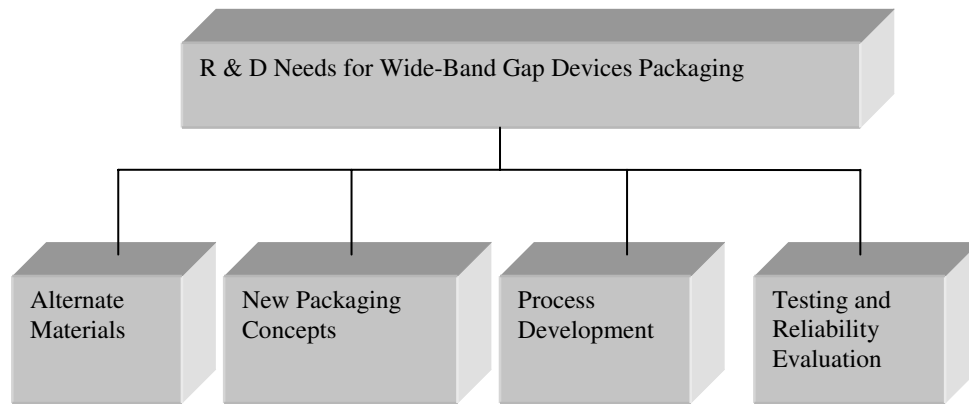 R & D Needs for Wide-Band Gap Devices Packaging
Alternate
Materials
New Packaging
Concepts
Process
Development
Testing and
Reliability
Evaluation